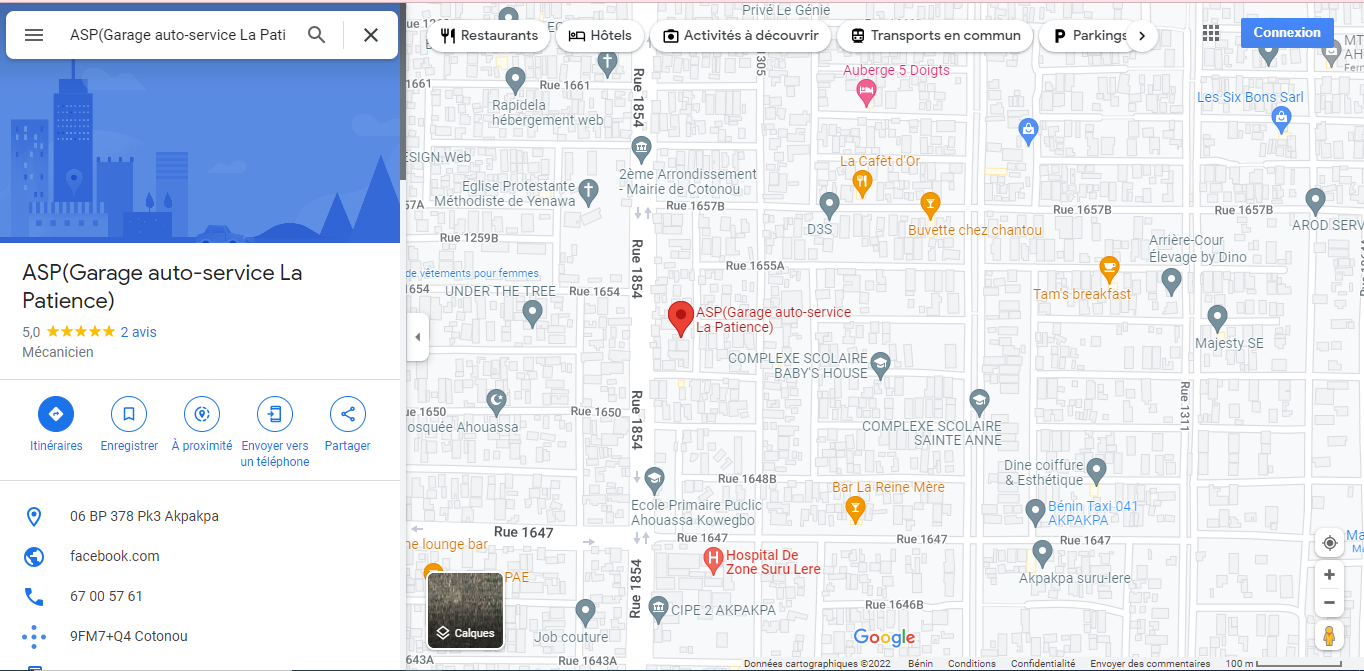 ASP(Garage auto-service La Pati
ASP(Garage auto-service La
Patience)
5,0 2 avis
Mécanicien
Itinéraires
Enregistrer
À proximité
Envoyer vers
un téléphone
Partager
06 BP 378 Pk3 Akpakpa
facebook.com
67 00 57 61
9FM7+Q4 Cotonou
Restaurants
Hôtels
Activités à découvrir
Transports en commun
Parkings
Connexion
Privé Le Génie
Rue 1661
1661
Rapidela
hébergement web
Rue 1854
1305
Auberge 5 Doigts
Les Six Bons Sarl
ESIGN.Web
2ème Arrondissement
- Mairie de Cotonou
La Cafèt d'Or
Eglise Protestante
Méthodiste de Yenawa
57A
Rue 1657B
D3S
Buvette chez chantou
Rue 1657B
Rue 1657B
AROD SERV
Rue 1259B
Rue 1854
Rue 1655A
Arrière-Cour
Élevage by Dino
de vêtements pour femmes
1654
UNDER THE TREE
Rue 1654
Tam's breakfast
ASP(Garage auto-service
La Patience)
Majesty SE
COMPLEXE SCOLAIRE
BABY'S HOUSE
Rue 1854
Rue 1311
ue 1650
Rue 1650
osquée Ahouassa
COMPLEXE SCOLAIRE
SAINTE ANNE
Dine coiffure
& Esthétique
Rue 1648B
Bar La Reine Mère
Ecole Primaire Puclic
Ahouassa Kowegbo
Bénin Taxi 041
AKPAKPA
Rue 1647
Rue 1647
Rue 1647
Rue 1647
ne lounge bar
Hospital De
Zone Suru Lere
PAE
Rue 1854
Akpakpa suru-lere
CIPE 2 AKPAKPA
Rue 1646B
Job couture
Calques
Google
643A
Rue 1643A
Données cartographiques ©2022
Bénin
Conditions
Confidentialité
Envoyer des commentaires
100 m